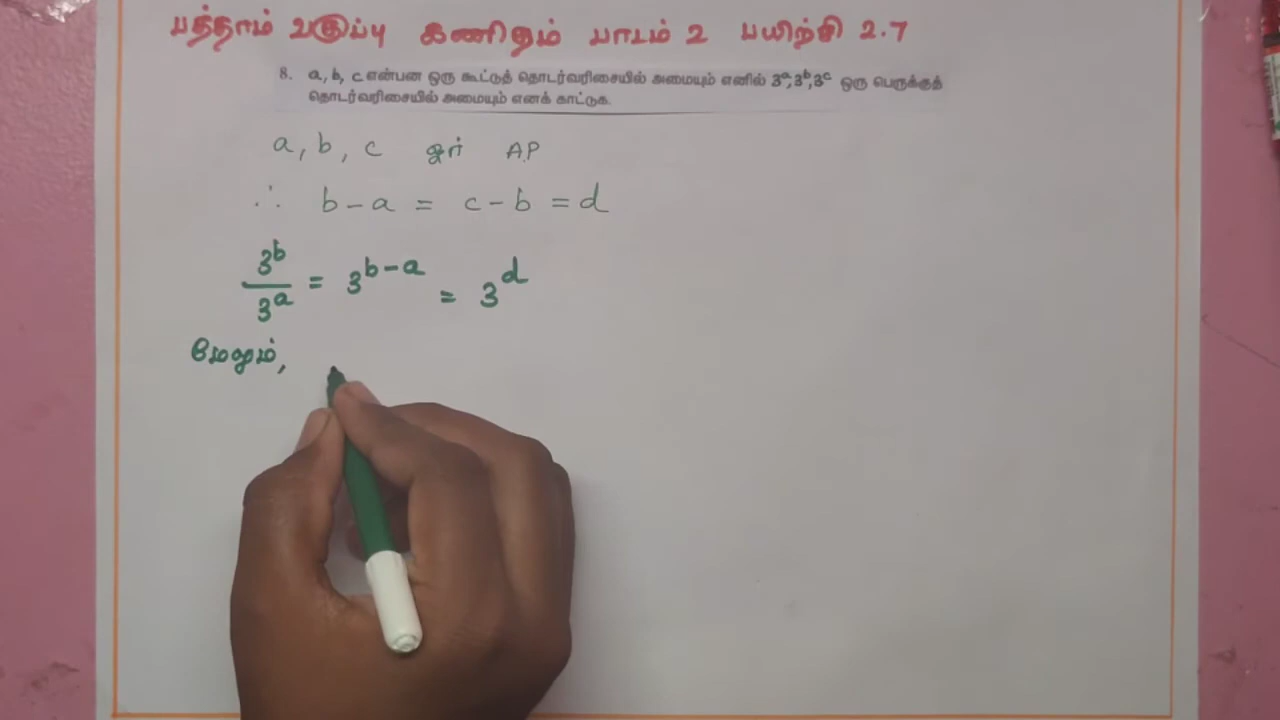 பத்தாம் வகுப்பு கணிதம் பாடம் 2 பயிற்சி 2.7
8. a, b, c என்பன ஒரு கூட்டுத் தொடர்வரிசையில் அமையும் எனில் 3ᵃ,3ᵇ,3ᶜ ஒரு பெருக்குத்
தொடர்வரிசையில் அமையும் எனக் காட்டுக.
a, b, c ஓர் A.P
∴ b-a = c-b = d
3ᵇ/3ᵃ = 3ᵇ⁻ᵃ = 3ᵈ
மேலும்,